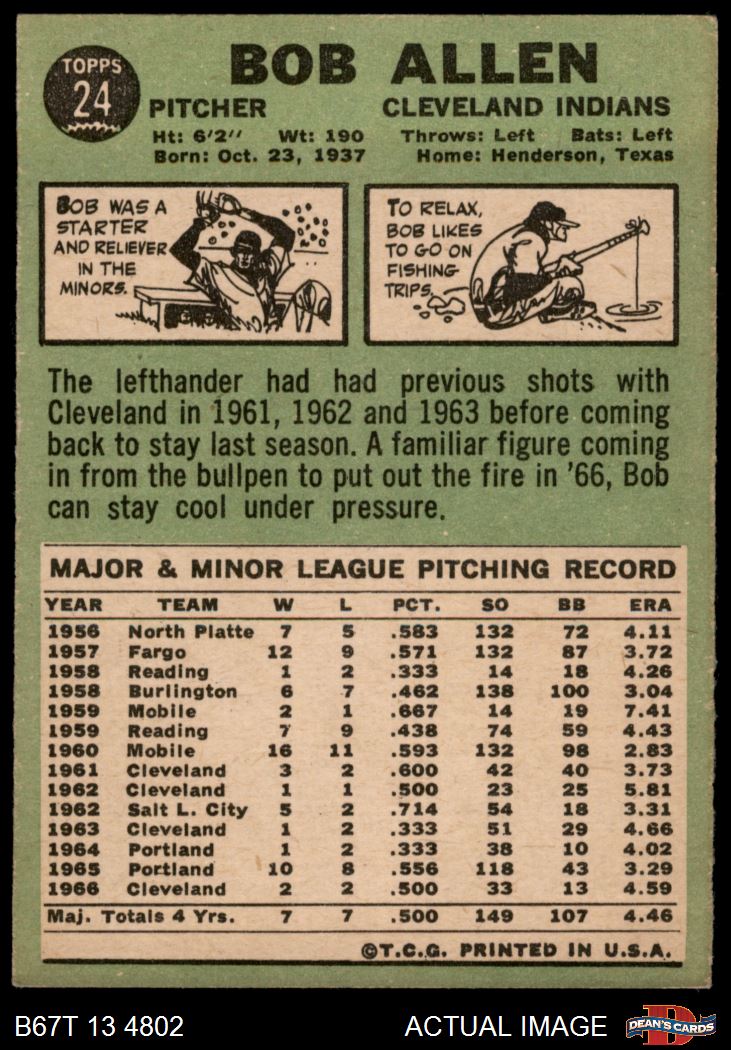 TOPPS
24
BOB ALLEN
PITCHER CLEVELAND INDIANS
Ht: 6'2" Wt: 190 Throws: Left Bats: Left
Born: Oct. 23, 1937 Home: Henderson, Texas
BOB WAS A
STARTER
AND RELIEVER
IN THE
MINORS.
TO RELAX,
BOB LIKES
TO GO ON
FISHING
TRIPS.
The lefthander had had previous shots with
Cleveland in 1961, 1962 and 1963 before coming
back to stay last season. A familiar figure coming
in from the bullpen to put out the fire in '66, Bob
can stay cool under pressure.
MAJOR & MINOR LEAGUE PITCHING RECORD
YEAR TEAM W L PCT. SO BB ERA
1956 North Platte 7 5 .583 132 72 4.11
1957 Fargo 12 9 .571 132 87 3.72
1958 Reading 1 2 .333 14 18 4.26
1958 Burlington 6 7 .462 138 100 3.04
1959 Mobile 2 1 .667 14 19 7.41
1959 Reading 7 9 .438 74 59 4.43
1960 Mobile 16 11 .593 132 98 2.83
1961 Cleveland 3 2 .600 42 40 3.73
1962 Cleveland 1 1 .500 23 25 5.81
1962 Salt L. City 5 2 .714 54 18 3.31
1963 Cleveland 1 2 .333 51 29 4.66
1964 Portland 1 2 .333 38 10 4.02
1965 Portland 10 8 .556 118 43 3.29
1966 Cleveland 2 2 .500 33 13 4.59
Maj. Totals 4 Yrs. 7 7 .500 149 107 4.46
©T.C.G. PRINTED IN U.S.A.
B67T 13 4802 ACTUAL IMAGE DEAN'S CARDS